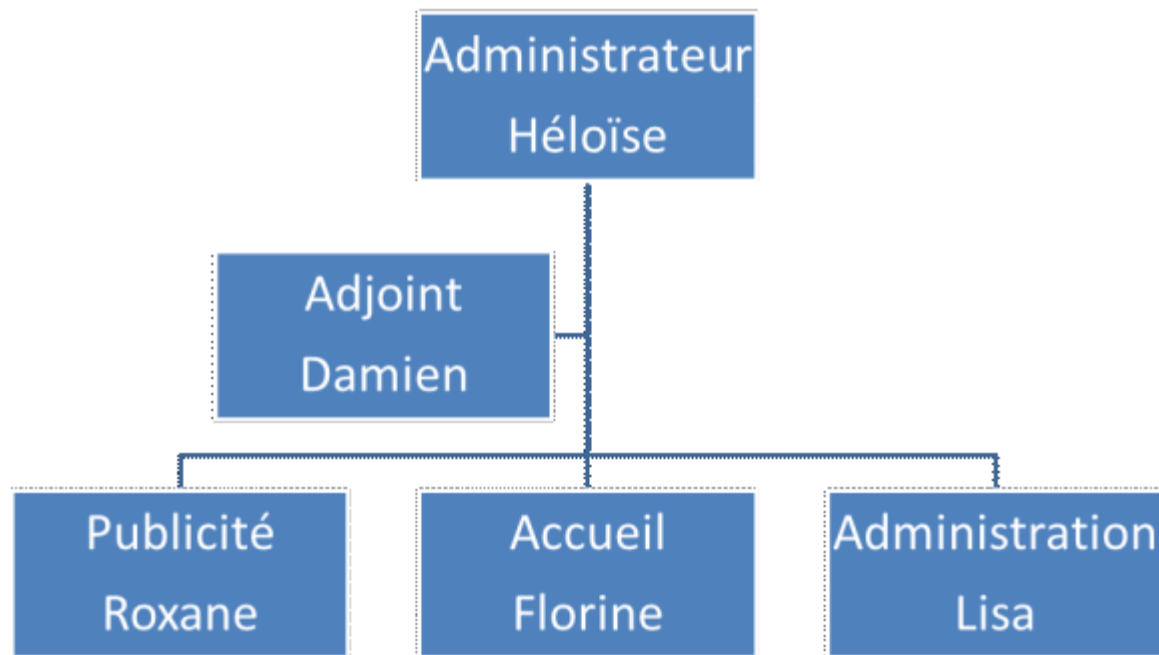 Administrateur
Héloïse
Adjoint
Damien
Publicité
Roxane
Accueil
Florine
Administration
Lisa